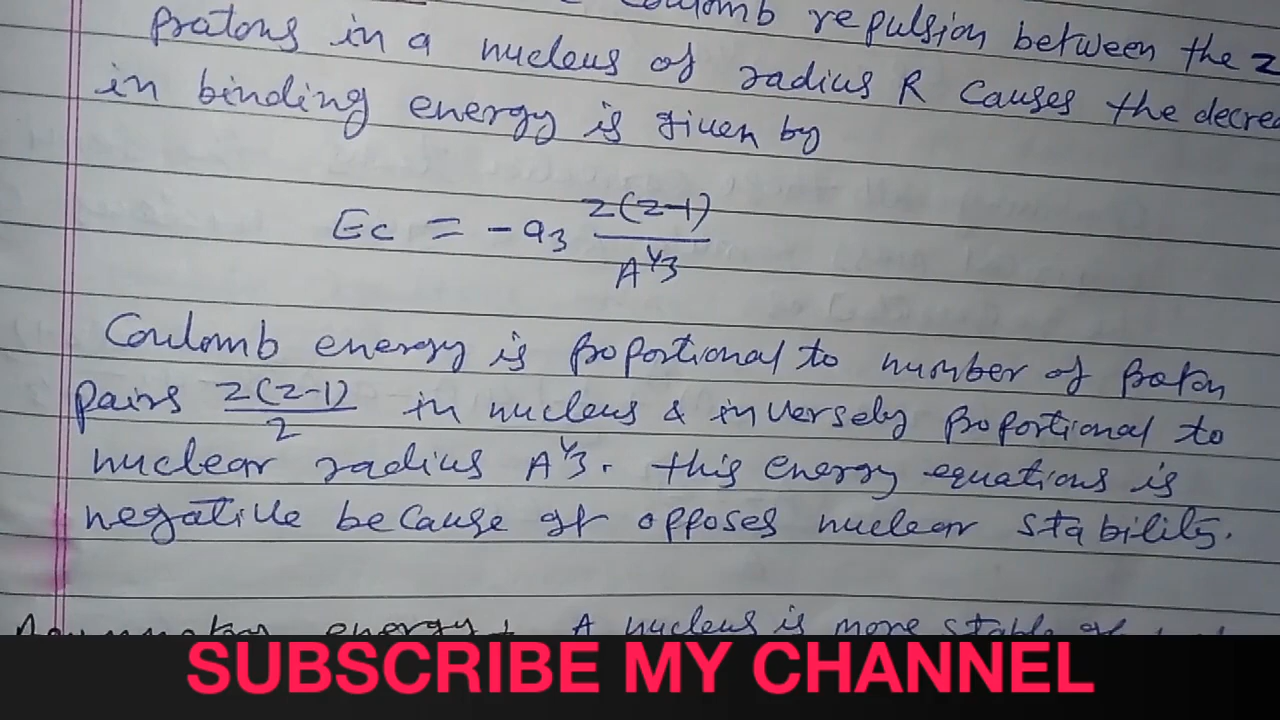 Coulomb repulsion between the Z
Protons in a nucleus of radius R causes the decrea
in binding energy is given by
Ec = -a₃ Z(Z-1)/A^1/3
Coulomb energy is proportional to number of proton
pairs Z(Z-1)/2 in nucleus & inversely proportional to
nuclear radius A^1/3. this energy equations is
negative because it opposes nuclear stability.
energy + A nucleus is more stable
SUBSCRIBE MY CHANNEL